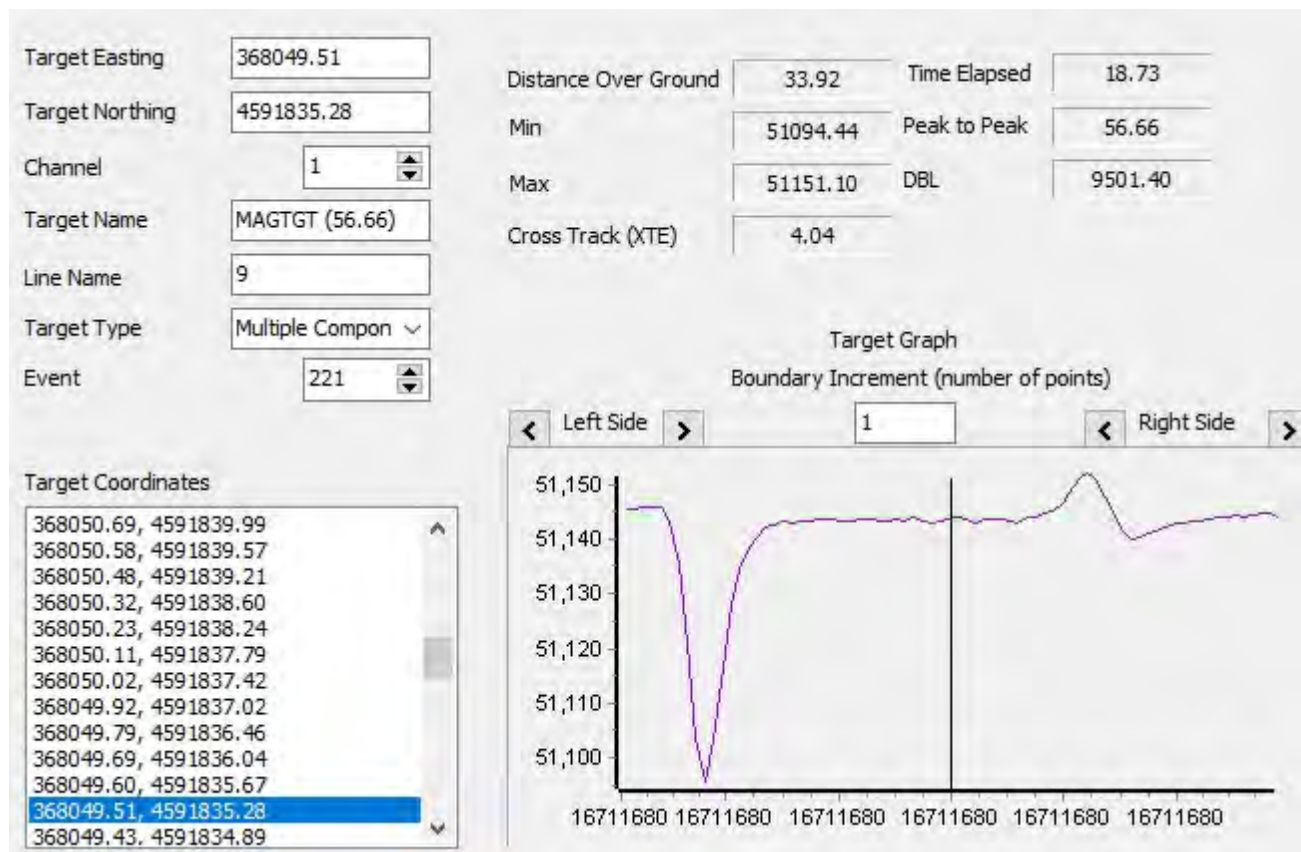 Target Easting 368049.51
Target Northing 4591835.28
Channel 1
Target Name MAGTGT (56.66)
Line Name 9
Target Type Multiple Compon
Event 221
Distance Over Ground 33.92 Time Elapsed 18.73
Min 51094.44 Peak to Peak 56.66
Max 51151.10 DBL 9501.40
Cross Track (XTE) 4.04
Target Coordinates
368050.69, 4591839.99
368050.58, 4591839.57
368050.48, 4591839.21
368050.32, 4591838.60
368050.23, 4591838.24
368050.11, 4591837.79
368050.02, 4591837.42
368049.92, 4591837.02
368049.79, 4591836.46
368049.69, 4591836.04
368049.60, 4591835.67
368049.51, 4591835.28
368049.43, 4591834.89
Target Graph
Boundary Increment (number of points)
< Left Side > 1 < Right Side >
51,150
51,140
51,130
51,120
51,110
51,100
16711680 16711680 16711680 16711680 16711680 16711680